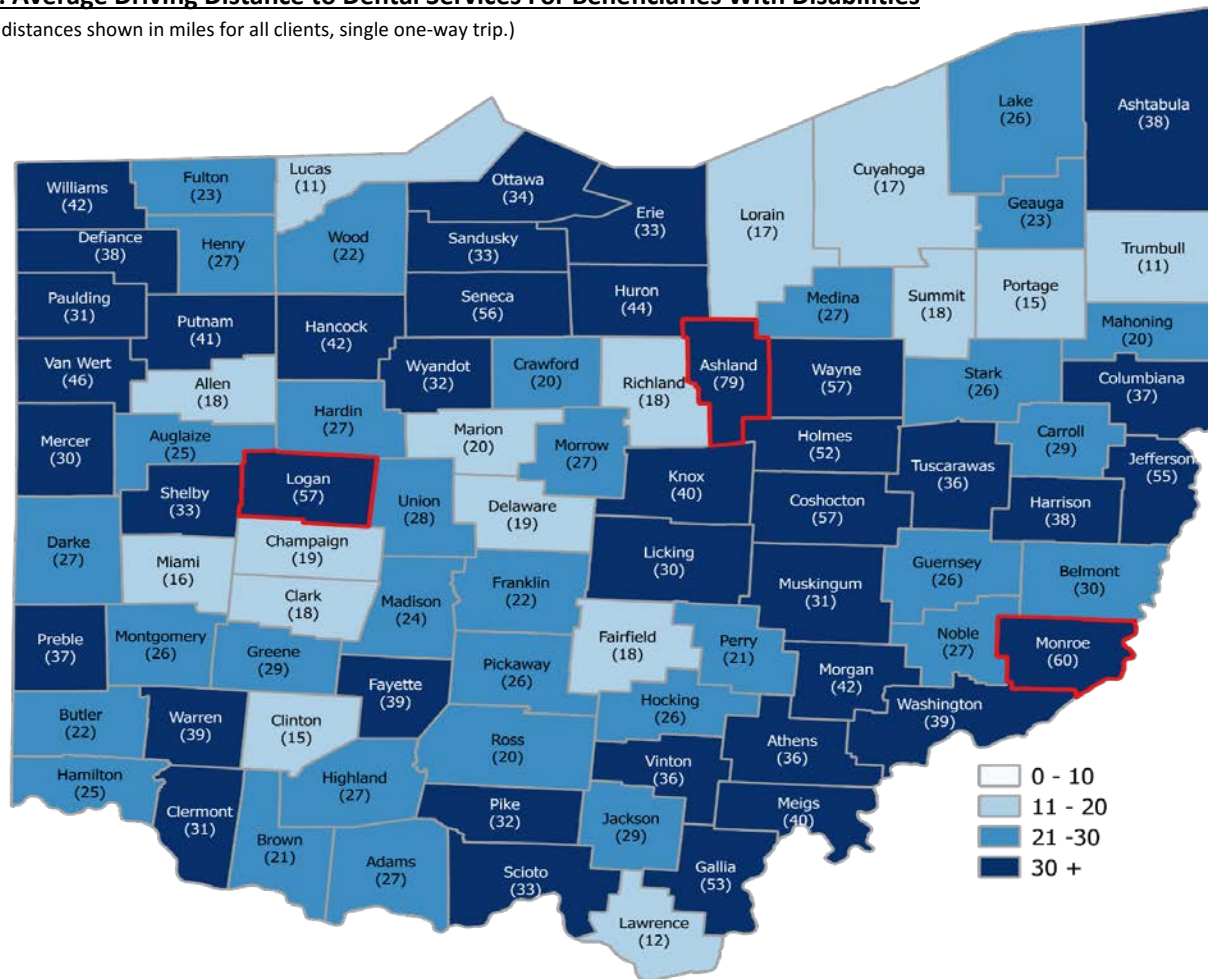 . Average Driving Distance to Dental Services For Beneficiaries With Disabilities
distances shown in miles for all clients, single one-way trip.)
Lake
(26)
Ashtabula
(38)
Lucas
(11)
Cuyahoga
(17)
Williams
(42)
Fulton
(23)
Ottawa
(34)
Geauga
(23)
Erie
(33)
Lorain
(17)
Defiance
(38)
Henry
(27)
Wood
(22)
Sandusky
(33)
Trumbull
(11)
Paulding
(31)
Putnam
(41)
Hancock
(42)
Seneca
(56)
Huron
(44)
Medina
(27)
Summit
(18)
Portage
(15)
Mahoning
(20)
Van Wert
(46)
Allen
(18)
Wyandot
(32)
Crawford
(20)
Richland
(18)
Ashland
(79)
Wayne
(57)
Stark
(26)
Columbiana
(37)
Mercer
(30)
Auglaize
(25)
Hardin
(27)
Marion
(20)
Morrow
(27)
Holmes
(52)
Tuscarawas
(36)
Carroll
(29)
Jefferson
(55)
Shelby
(33)
Logan
(57)
Union
(28)
Delaware
(19)
Knox
(40)
Coshocton
(57)
Harrison
(38)
Darke
(27)
Miami
(16)
Champaign
(19)
Clark
(18)
Madison
(24)
Franklin
(22)
Licking
(30)
Muskingum
(31)
Guernsey
(26)
Belmont
(30)
Preble
(37)
Montgomery
(26)
Greene
(29)
Fayette
(39)
Pickaway
(26)
Fairfield
(18)
Perry
(21)
Morgan
(42)
Noble
(27)
Monroe
(60)
Butler
(22)
Warren
(39)
Clinton
(15)
Ross
(20)
Hocking
(26)
Athens
(36)
Washington
(39)
Hamilton
(25)
Clermont
(31)
Highland
(27)
Pike
(32)
Vinton
(36)
Jackson
(29)
Meigs
(40)
Brown
(21)
Adams
(27)
Scioto
(33)
Gallia
(53)
Lawrence
(12)
0 - 10
11 - 20
21 -30
30 +